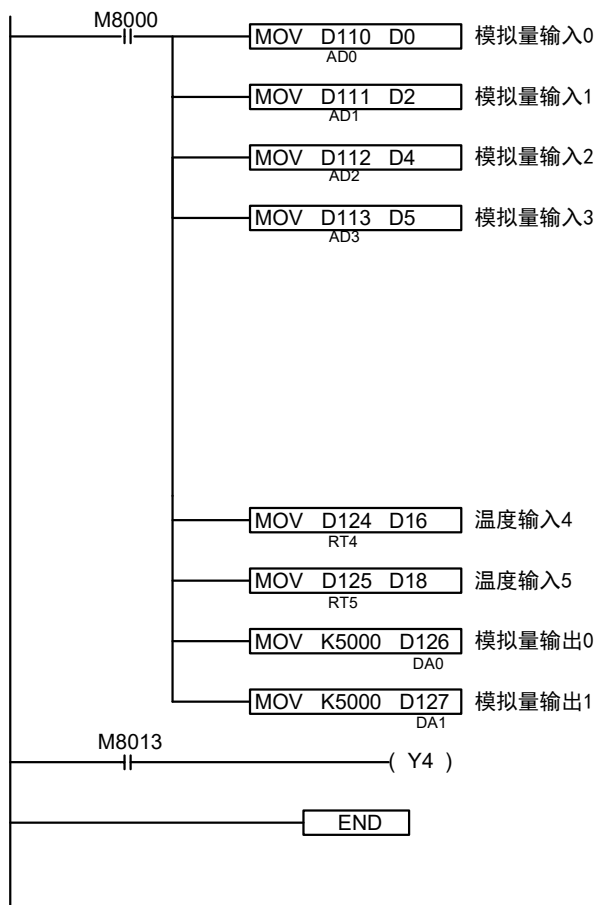 M8000
MOV D110 D0 模拟量输入0
AD0
MOV D111 D2 模拟量输入1
AD1
MOV D112 D4 模拟量输入2
AD2
MOV D113 D5 模拟量输入3
AD3
MOV D124 D16 温度输入4
RT4
MOV D125 D18 温度输入5
RT5
MOV K5000 D126 模拟量输出0
DA0
MOV K5000 D127 模拟量输出1
DA1
M8013
( Y4 )
END